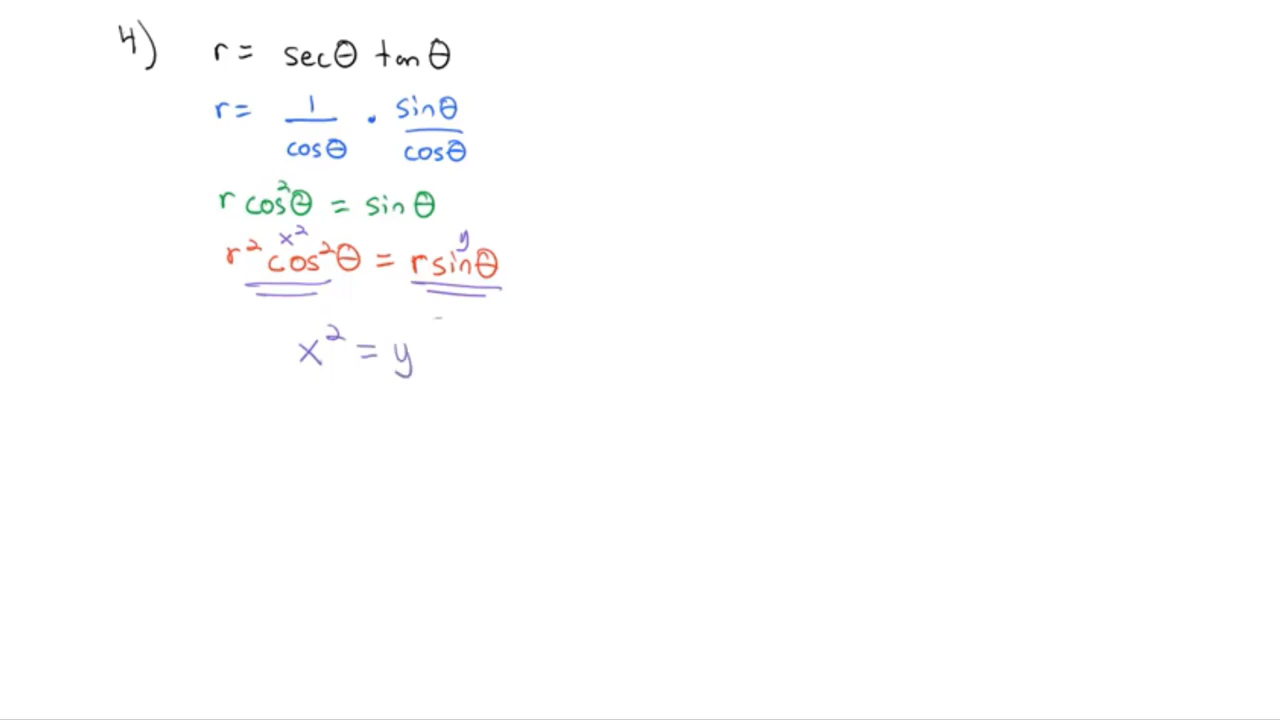 4) r = secθ tanθ
r = 1/cosθ · sinθ/cosθ
r cos²θ = sinθ
x² y
r² cos²θ = r sinθ
x² = y